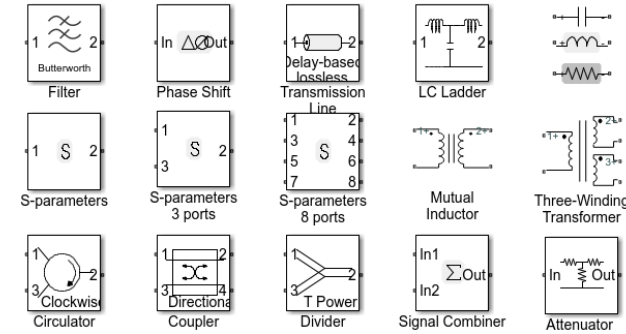 1 2
Butterworth
Filter
In ΔØ Out
Phase Shift
1 2
Delay-based
lossless
Transmission
Line
1 2
LC Ladder
1 S 2
S-parameters
1
3 S 2
S-parameters
3 ports
1 2
3 4
5 S 6
7 8
S-parameters
8 ports
1+ 2+
Mutual
Inductor
1+ 2+
3+
Three-Winding
Transformer
1
2
3
Clockwise
Circulator
1 2
3 4
Directiona
Coupler
1
2
3
T Power
Divider
In1
ΣOut
In2
Signal Combiner
In Out
Attenuator